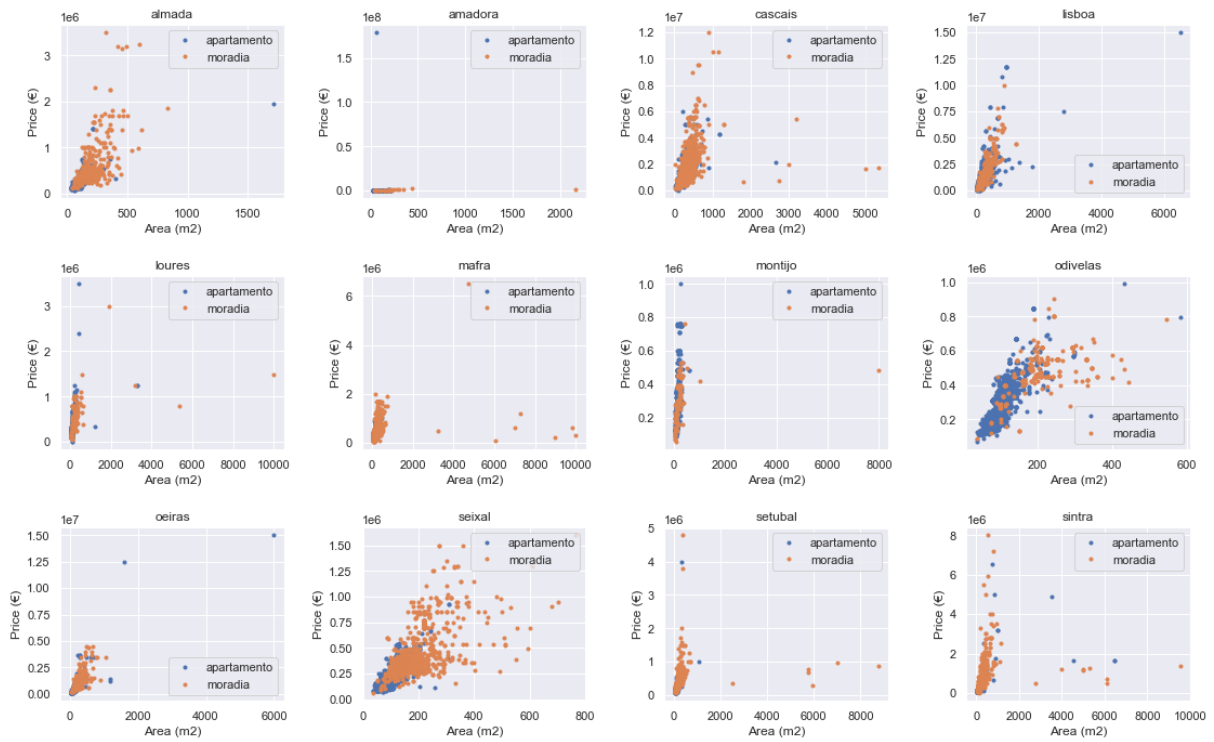 almada
1e6
Price (€)
3
2
1
0
apartamento
moradia
0 500 1000 1500
Area (m2)
amadora
1e8
Price (€)
1.5
1.0
0.5
0.0
apartamento
moradia
0 500 1000 1500 2000
Area (m2)
cascais
1e7
Price (€)
1.2
1.0
0.8
0.6
0.4
0.2
0.0
apartamento
moradia
0 1000 2000 3000 4000 5000
Area (m2)
lisboa
1e7
Price (€)
1.50
1.25
1.00
0.75
0.50
0.25
0.00
apartamento
moradia
0 2000 4000 6000
Area (m2)
loures
1e6
Price (€)
3
2
1
0
apartamento
moradia
0 2000 4000 6000 8000 10000
Area (m2)
mafra
1e6
Price (€)
6
4
2
0
apartamento
moradia
0 2000 4000 6000 8000 10000
Area (m2)
montijo
1e6
Price (€)
1.0
0.8
0.6
0.4
0.2
apartamento
moradia
0 2000 4000 6000 8000
Area (m2)
odivelas
1e6
Price (€)
1.0
0.8
0.6
0.4
0.2
apartamento
moradia
200 400 600
Area (m2)
oeiras
1e7
Price (€)
1.50
1.25
1.00
0.75
0.50
0.25
0.00
apartamento
moradia
0 2000 4000 6000
Area (m2)
seixal
1e6
Price (€)
1.50
1.25
1.00
0.75
0.50
0.25
0.00
apartamento
moradia
0 200 400 600 800
Area (m2)
setubal
1e6
Price (€)
5
4
3
2
1
0
apartamento
moradia
0 2000 4000 6000 8000
Area (m2)
sintra
1e6
Price (€)
8
6
4
2
0
apartamento
moradia
0 2000 4000 6000 8000 10000
Area (m2)